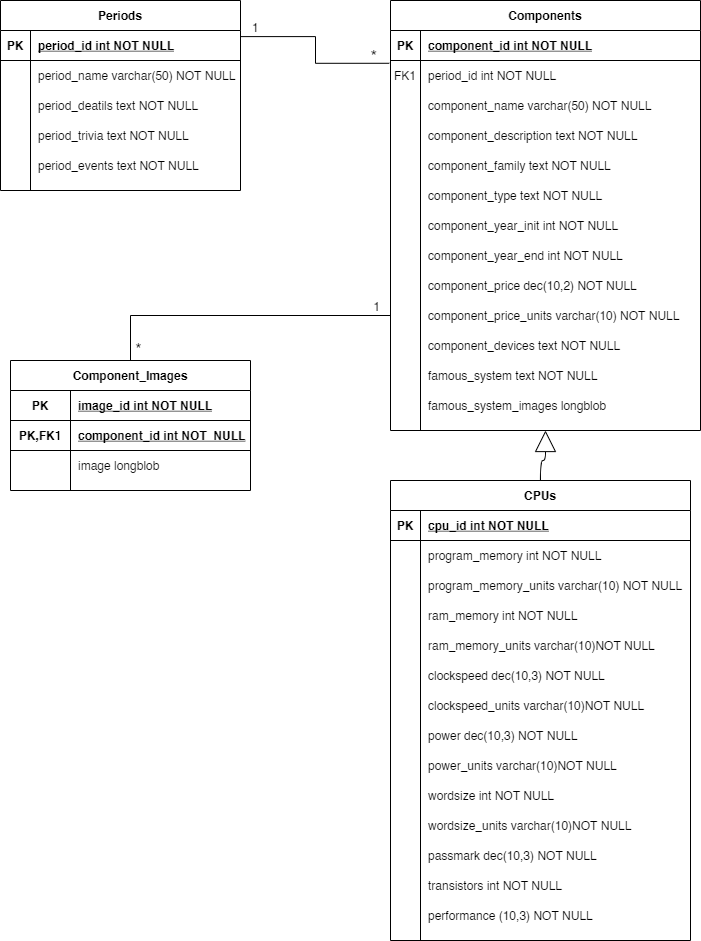 Periods
PK period_id int NOT NULL
period_name varchar(50) NOT NULL
period_deatils text NOT NULL
period_trivia text NOT NULL
period_events text NOT NULL
1
*
Components
PK component_id int NOT NULL
FK1 period_id int NOT NULL
component_name varchar(50) NOT NULL
component_description text NOT NULL
component_family text NOT NULL
component_type text NOT NULL
component_year_init int NOT NULL
component_year_end int NOT NULL
component_price dec(10,2) NOT NULL
component_price_units varchar(10) NOT NULL
component_devices text NOT NULL
famous_system text NOT NULL
famous_system_images longblob
1
*
Component_Images
PK image_id int NOT NULL
PK,FK1 component_id int NOT NULL
image longblob
CPUs
PK cpu_id int NOT NULL
program_memory int NOT NULL
program_memory_units varchar(10) NOT NULL
ram_memory int NOT NULL
ram_memory_units varchar(10)NOT NULL
clockspeed dec(10,3) NOT NULL
clockspeed_units varchar(10)NOT NULL
power dec(10,3) NOT NULL
power_units varchar(10)NOT NULL
wordsize int NOT NULL
wordsize_units varchar(10)NOT NULL
passmark dec(10,3) NOT NULL
transistors int NOT NULL
performance (10,3) NOT NULL